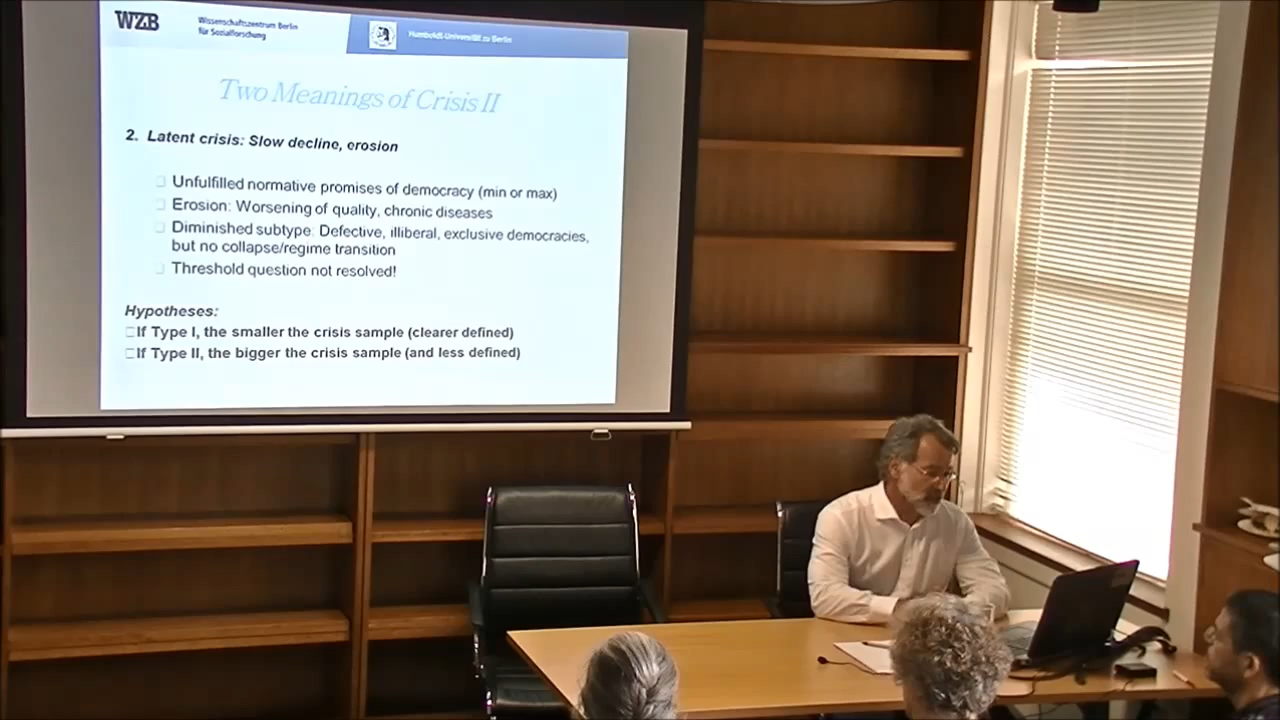 WZB
Wissenschaftszentrum Berlin
für Sozialforschung
Humboldt-Universität zu Berlin
Two Meanings of Crisis II
2. Latent crisis: Slow decline, erosion
Unfulfilled normative promises of democracy (min or max)
Erosion: Worsening of quality, chronic diseases
Diminished subtype: Defective, illiberal, exclusive democracies,
but no collapse/regime transition
Threshold question not resolved!
Hypotheses:
If Type I, the smaller the crisis sample (clearer defined)
If Type II, the bigger the crisis sample (and less defined)